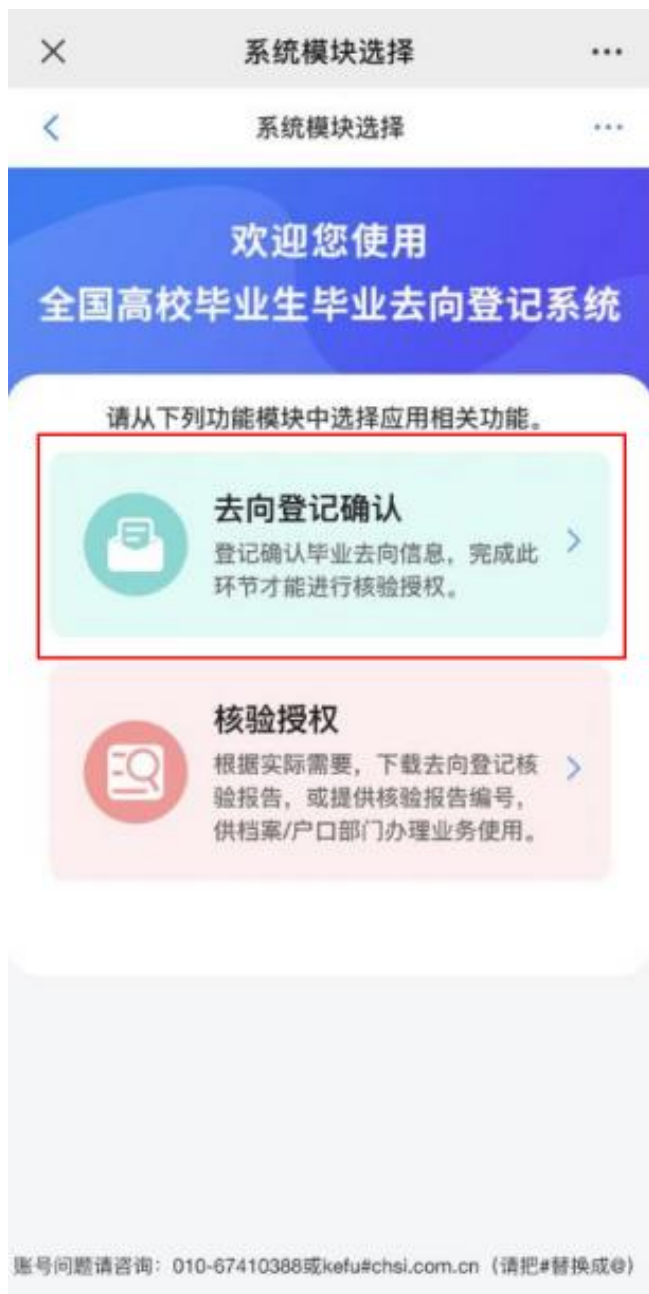 系统模块选择
系统模块选择
欢迎您使用
全国高校毕业生毕业去向登记系统
请从下列功能模块中选择应用相关功能。
去向登记确认
登记确认毕业去向信息，完成此
环节才能进行核验授权。
核验授权
根据实际需要，下载去向登记核
验报告，或提供核验报告编号，
供档案/户口部门办理业务使用。
账号问题请咨询：010-67410388或kefu#chsi.com.cn（请把#替换成@）